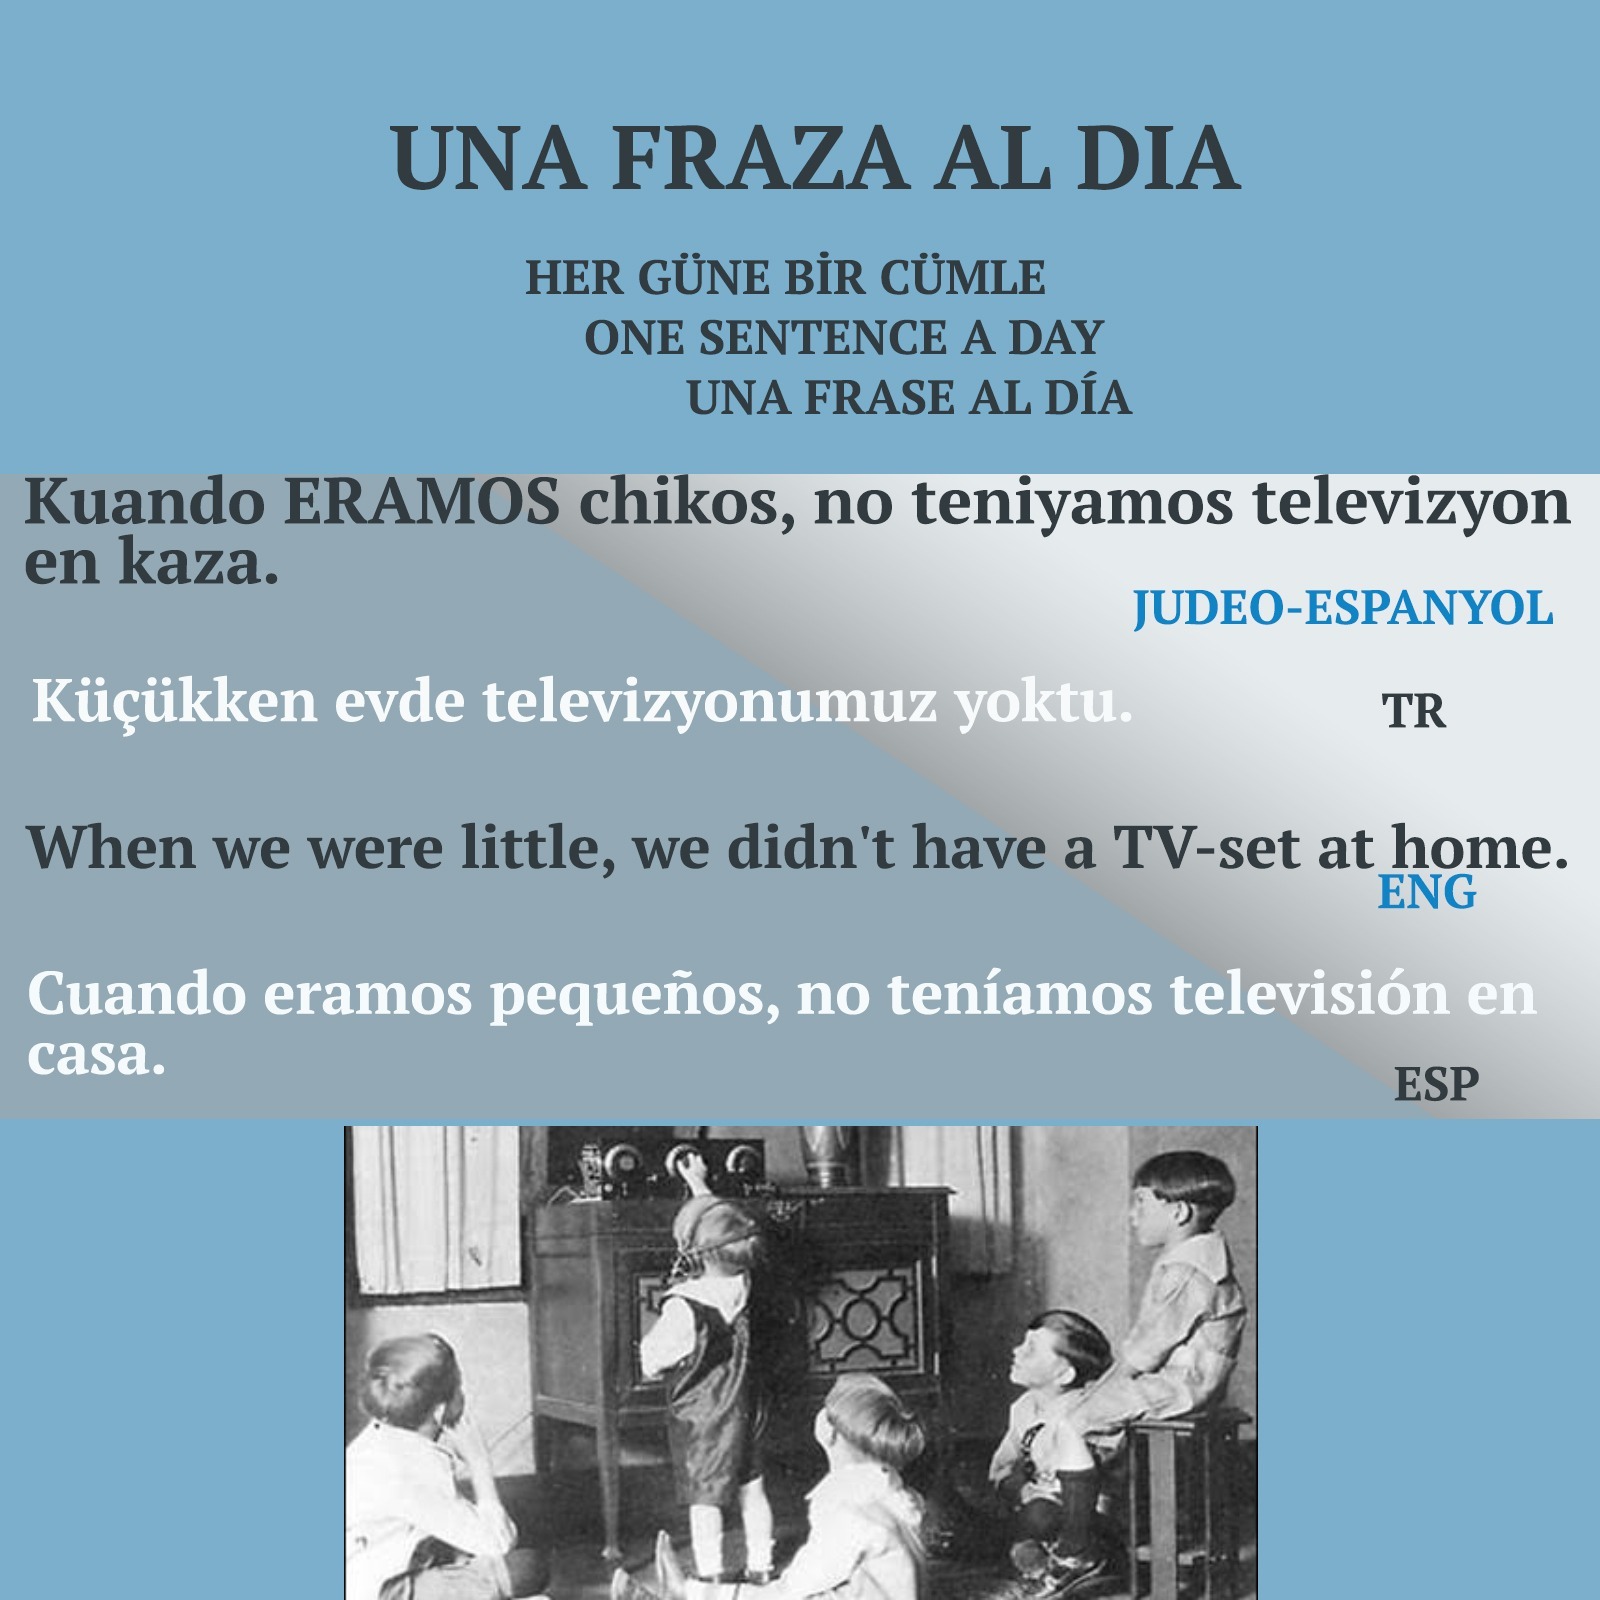 UNA FRAZA AL DIA
HER GÜNE BİR CÜMLE
ONE SENTENCE A DAY
UNA FRASE AL DÍA
Kuando ERAMOS chikos, no teniyamos televizyon
en kaza.
JUDEO-ESPANYOL
Küçükken evde televizyonumuz yoktu.
TR
When we were little, we didn't have a TV-set at home.
ENG
Cuando eramos pequeños, no teníamos televisión en
casa.
ESP